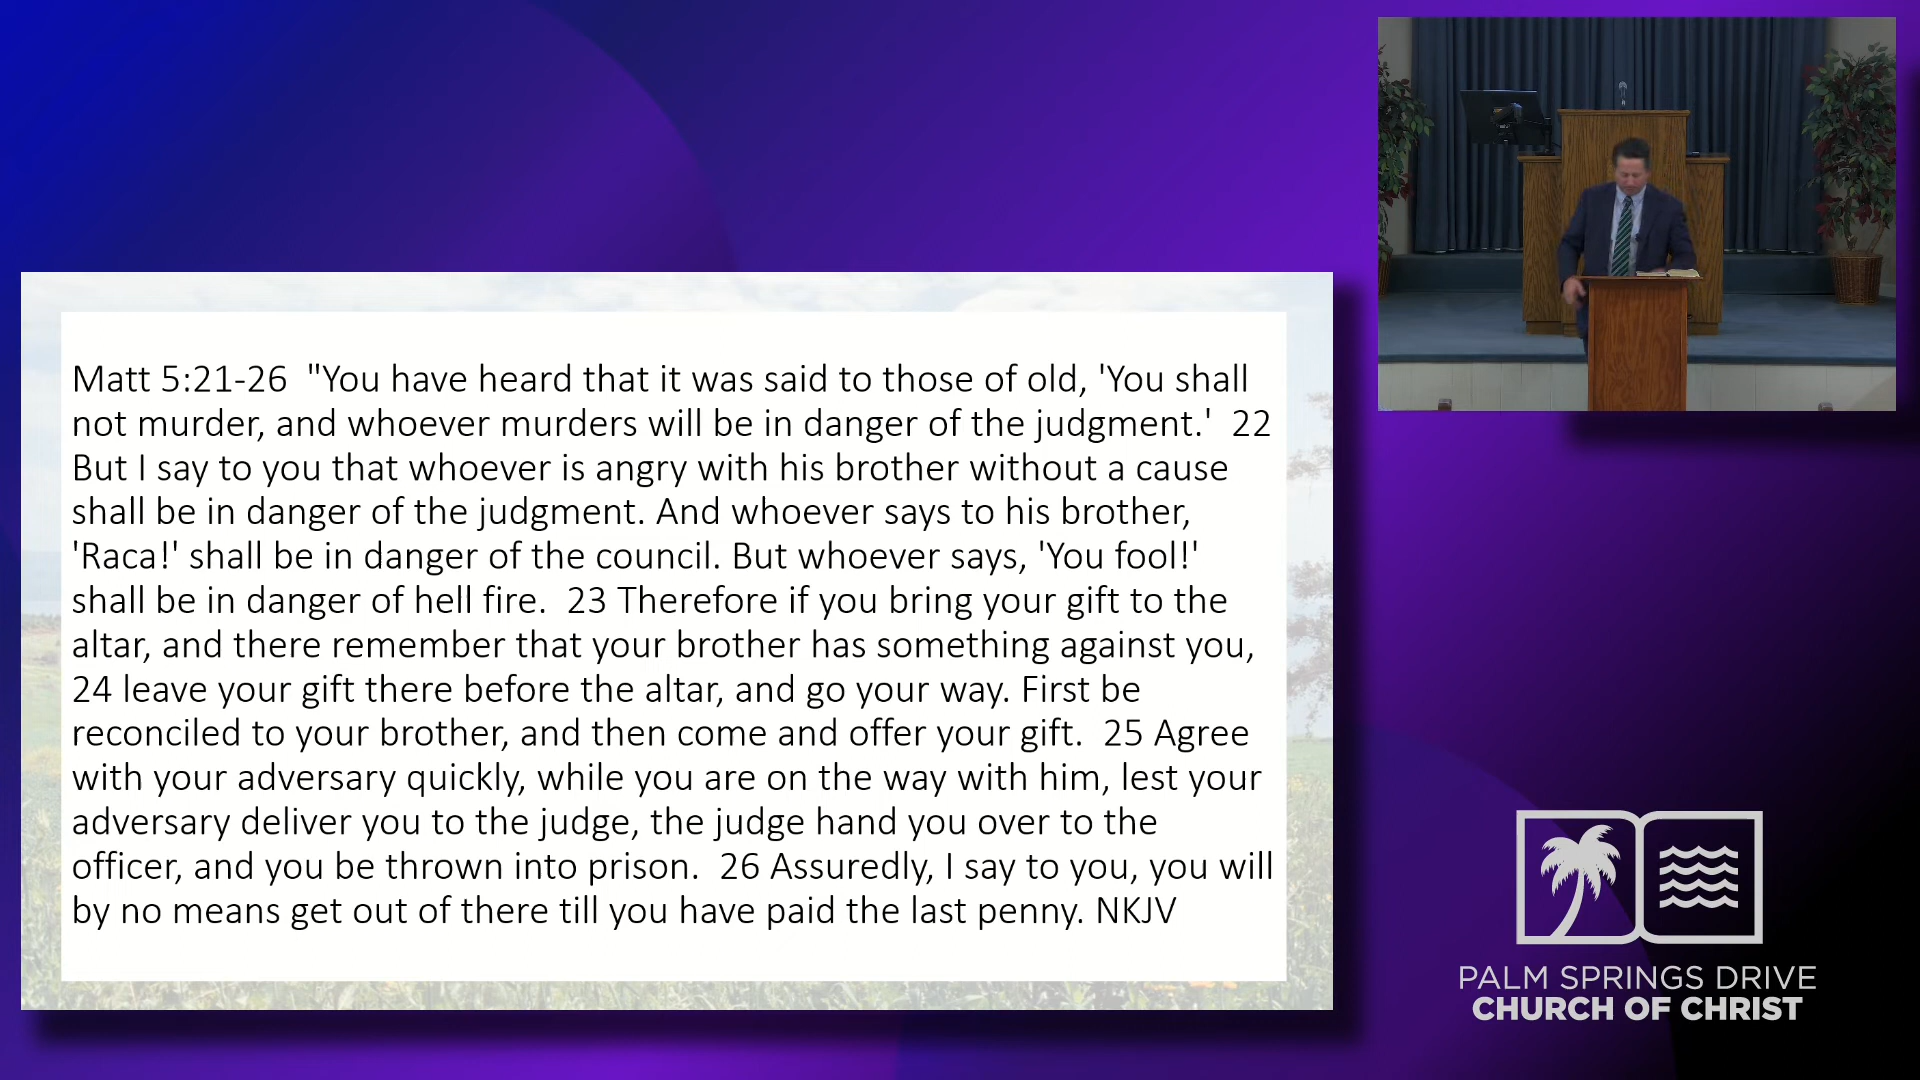 Matt 5:21-26  "You have heard that it was said to those of old, 'You shall
not murder, and whoever murders will be in danger of the judgment.'  22
But I say to you that whoever is angry with his brother without a cause
shall be in danger of the judgment. And whoever says to his brother,
'Raca!' shall be in danger of the council. But whoever says, 'You fool!'
shall be in danger of hell fire.  23 Therefore if you bring your gift to the
altar, and there remember that your brother has something against you,
24 leave your gift there before the altar, and go your way. First be
reconciled to your brother, and then come and offer your gift.  25 Agree
with your adversary quickly, while you are on the way with him, lest your
adversary deliver you to the judge, the judge hand you over to the
officer, and you be thrown into prison.  26 Assuredly, I say to you, you will
by no means get out of there till you have paid the last penny. NKJV
PALM SPRINGS DRIVE
CHURCH OF CHRIST